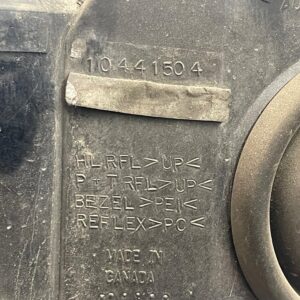 10441504
HL RFL>UP<
P+T RFL>UP<
BEZEL>PEI<
REFLEX>PC<
MADE IN
CANADA